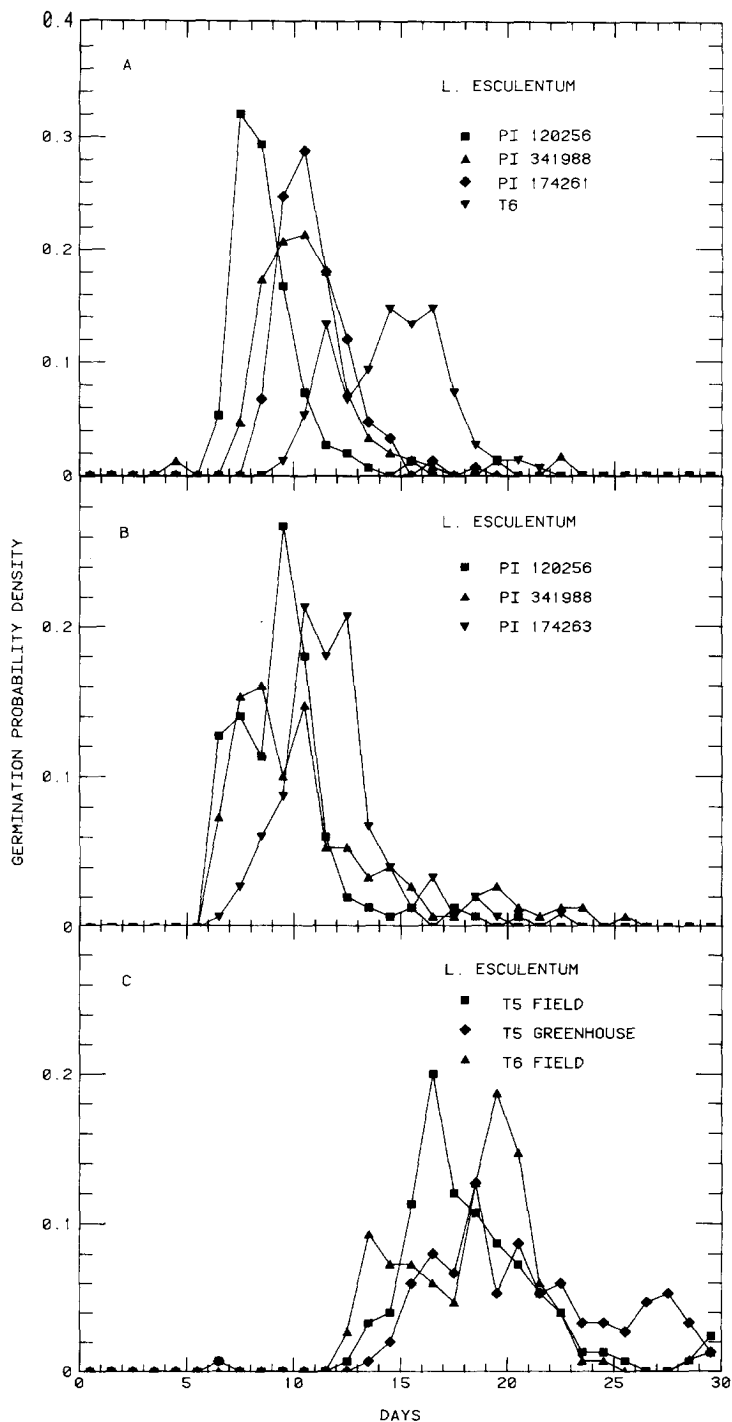 GERMINATION PROBABILITY DENSITY
0.4
0.3
0.2
0.1
0
A
L. ESCULENTUM
PI 120256
PI 341988
PI 174261
T6
0.2
0.1
0
B
L. ESCULENTUM
PI 120256
PI 341988
PI 174263
0.2
0.1
0
C
L. ESCULENTUM
T5 FIELD
T5 GREENHOUSE
T6 FIELD
0 5 10 15 20 25 30
DAYS